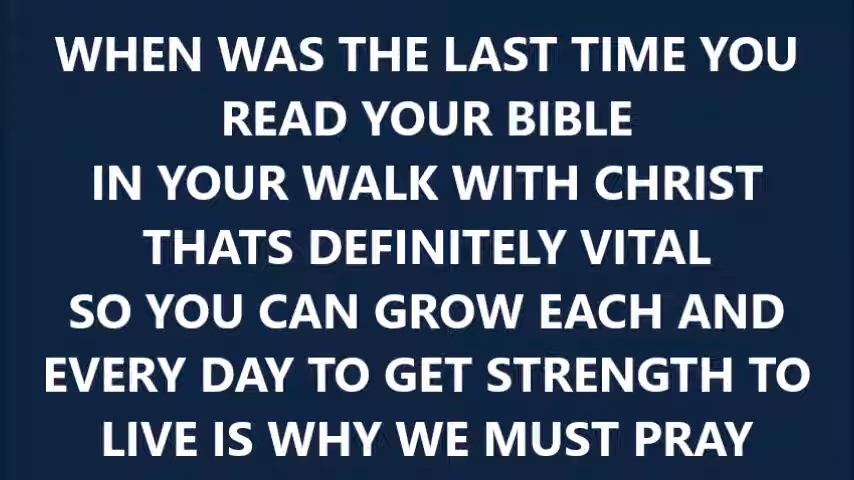 WHEN WAS THE LAST TIME YOU
READ YOUR BIBLE
IN YOUR WALK WITH CHRIST
THATS DEFINITELY VITAL
SO YOU CAN GROW EACH AND
EVERY DAY TO GET STRENGTH TO
LIVE IS WHY WE MUST PRAY